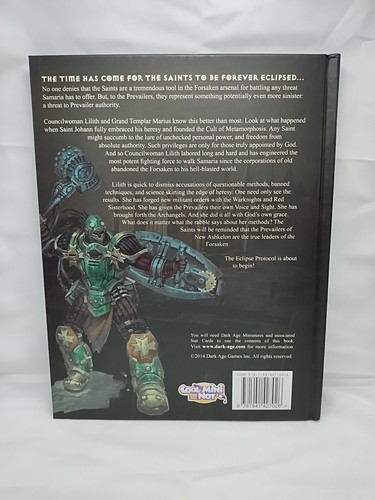 THE TIME HAS COME FOR THE SAINTS TO BE FOREVER ECLIPSED...
No one denies that the Saints are a tremendous tool in the Forsaken arsenal for battling any threat
Samaria has to offer. But, to the Prevailers, they represent something potentially even more sinister:
a threat to Prevailer authority.
Councilwoman Lilith and Grand Templar Marius know this better than most. Look at what happened
when Saint Johann fully embraced his heresy and founded the Cult of Metamorphosis. Any Saint
might succumb to the lure of unchecked personal power, and freedom from
absolute authority. Such privileges are only for those truly appointed by God.
And so Councilwoman Lilith labored long and hard and has engineered the
most potent fighting force to walk Samaria since the corporations of old
abandoned the Forsaken to his hell-blasted world.
Lilith is quick to dismiss accusations of questionable methods, banned
techniques, and science skirting the edge of heresy. One need only see the
results. She has forged new militant orders with the Warknights and Red
Sisterhood. She has given the Prevailers their own Voice and Sight. She has
brought forth the Archangels. And she did it all with God's own grace.
What does it matter what the rabble says about her methods? The
Saints will be reminded that the Prevailers of
New Ashkelon are the true leaders of the
Forsaken.
The Eclipse Protocol is about
to begin!
You will need Dark Age Miniatures and associated
Stat Cards to use the contents of this book.
Visit www.dark-age.com for more information.
©2014 Dark Age Games Inc. All rights reserved.
COOL MINI
OR NOT